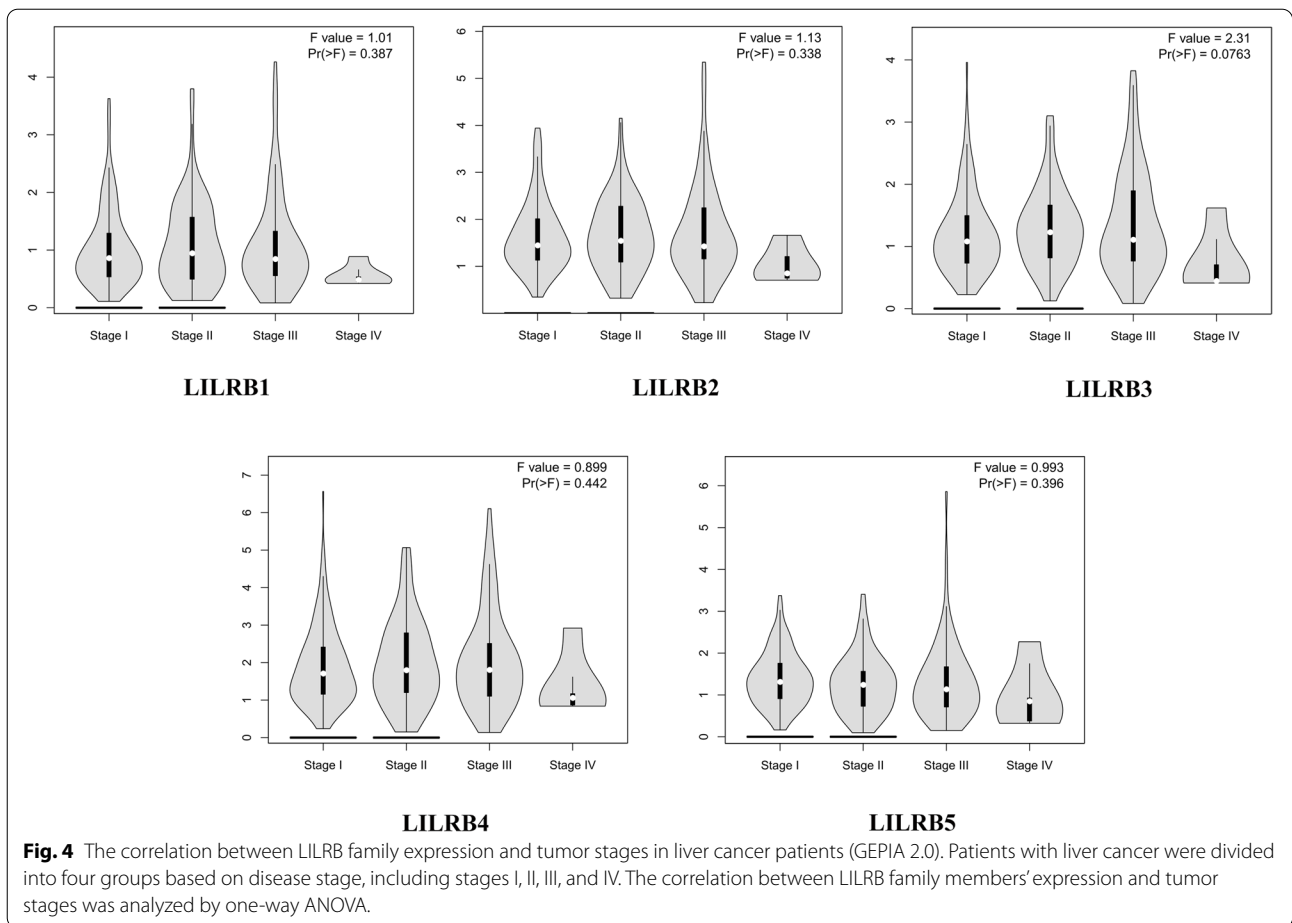 F value = 1.01
Pr(>F) = 0.387
4
3
2
1
0
Stage I Stage II Stage III Stage IV
LILRB1
F value = 1.13
Pr(>F) = 0.338
6
5
4
3
2
1
Stage I Stage II Stage III Stage IV
LILRB2
F value = 2.31
Pr(>F) = 0.0763
4
3
2
1
0
Stage I Stage II Stage III Stage IV
LILRB3
F value = 0.899
Pr(>F) = 0.442
7
6
5
4
3
2
1
0
Stage I Stage II Stage III Stage IV
LILRB4
F value = 0.993
Pr(>F) = 0.396
6
5
4
3
2
1
0
Stage I Stage II Stage III Stage IV
LILRB5
Fig. 4 The correlation between LILRB family expression and tumor stages in liver cancer patients (GEPIA 2.0). Patients with liver cancer were divided
into four groups based on disease stage, including stages I, II, III, and IV. The correlation between LILRB family members' expression and tumor
stages was analyzed by one-way ANOVA.